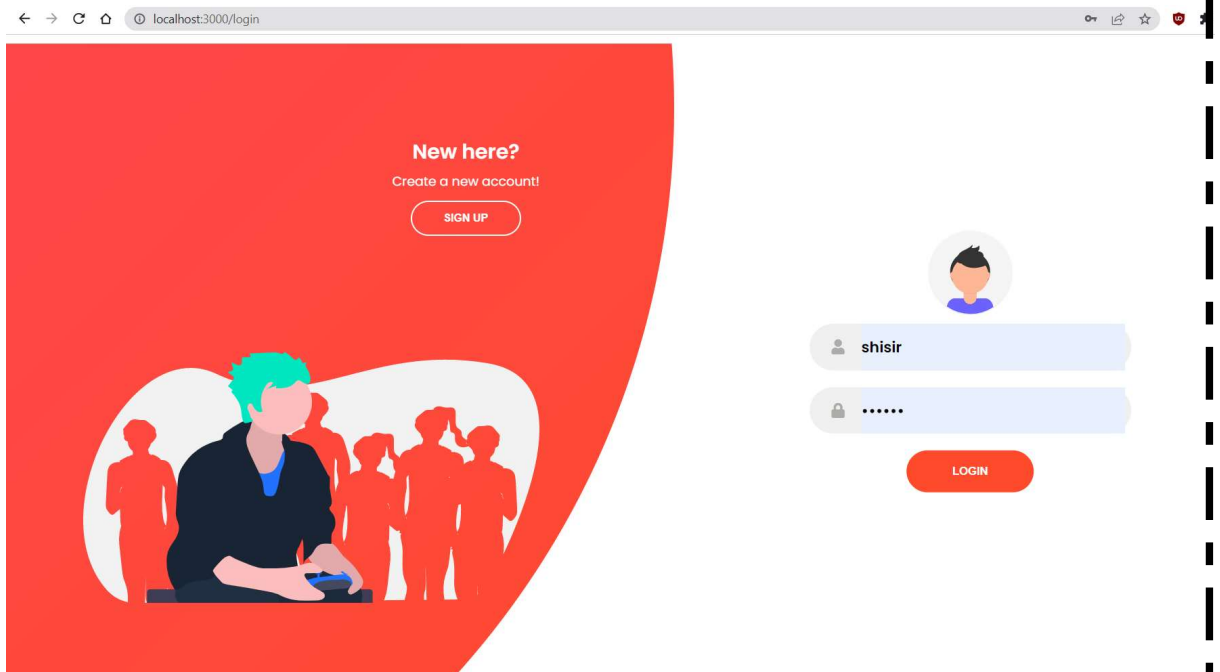 localhost:3000/login
New here?
Create a new account!
SIGN UP
shisir
••••••
LOGIN